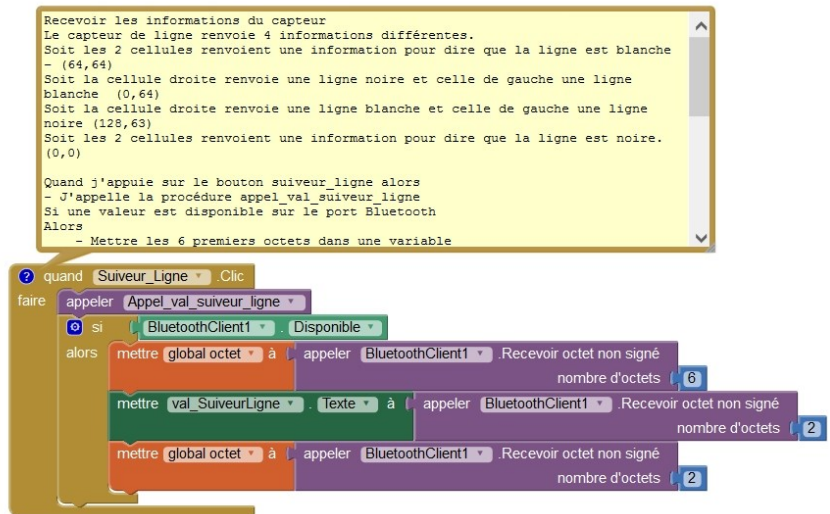 Recevoir les informations du capteur
Le capteur de ligne renvoie 4 informations différentes.
Soit les 2 cellules renvoient une information pour dire que la ligne est blanche
- (64,64)
Soit la cellule droite renvoie une ligne noire et celle de gauche une ligne
blanche (0,64)
Soit la cellule droite renvoie une ligne blanche et celle de gauche une ligne
noire (128,63)
Soit les 2 cellules renvoient une information pour dire que la ligne est noire.
(0,0)
Quand j'appuie sur le bouton suiveur_ligne alors
- J'appelle la procédure appel_val_suiveur_ligne
Si une valeur est disponible sur le port Bluetooth
Alors
- Mettre les 6 premiers octets dans une variable
? quand Suiveur_Ligne .Clic
faire appeler Appel_val_suiveur_ligne
si BluetoothClient1 . Disponible
alors mettre global octet à appeler BluetoothClient1 .Recevoir octet non signé
nombre d'octets 6
mettre val_SuiveurLigne . Texte à appeler BluetoothClient1 .Recevoir octet non signé
nombre d'octets 2
mettre global octet à appeler BluetoothClient1 .Recevoir octet non signé
nombre d'octets 2